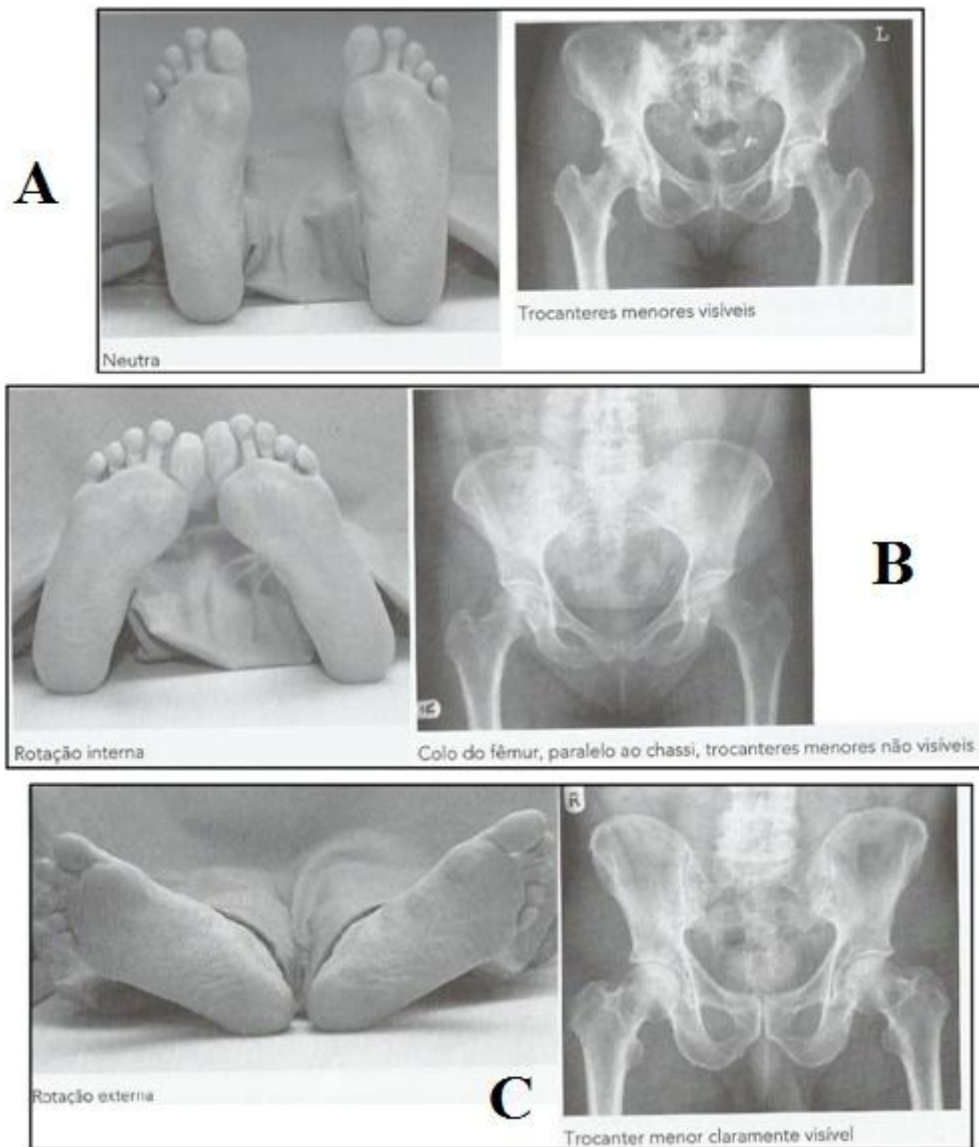 A
L
Trocanteres menores visíveis
Neutra
B
R
Rotação interna
Colo do fêmur, paralelo ao chassi, trocanteres menores não visíveis
R
Rotação externa
C
Trocanter menor claramente visível